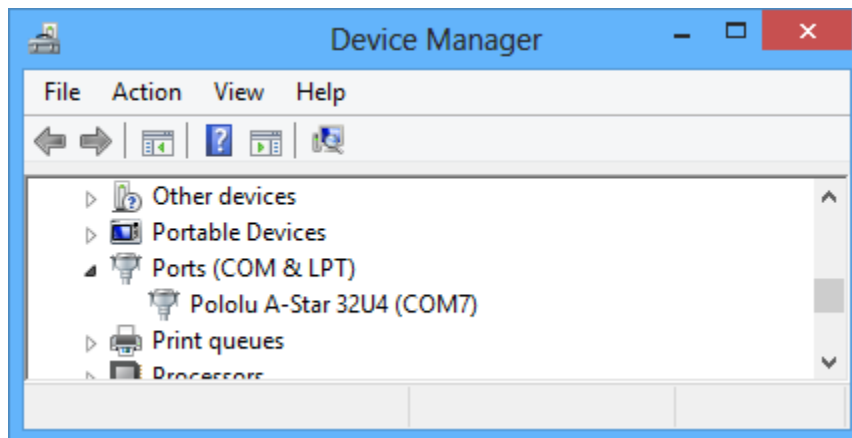 Device Manager
File Action View Help
Other devices
Portable Devices
Ports (COM & LPT)
Pololu A-Star 32U4 (COM7)
Print queues
Processors